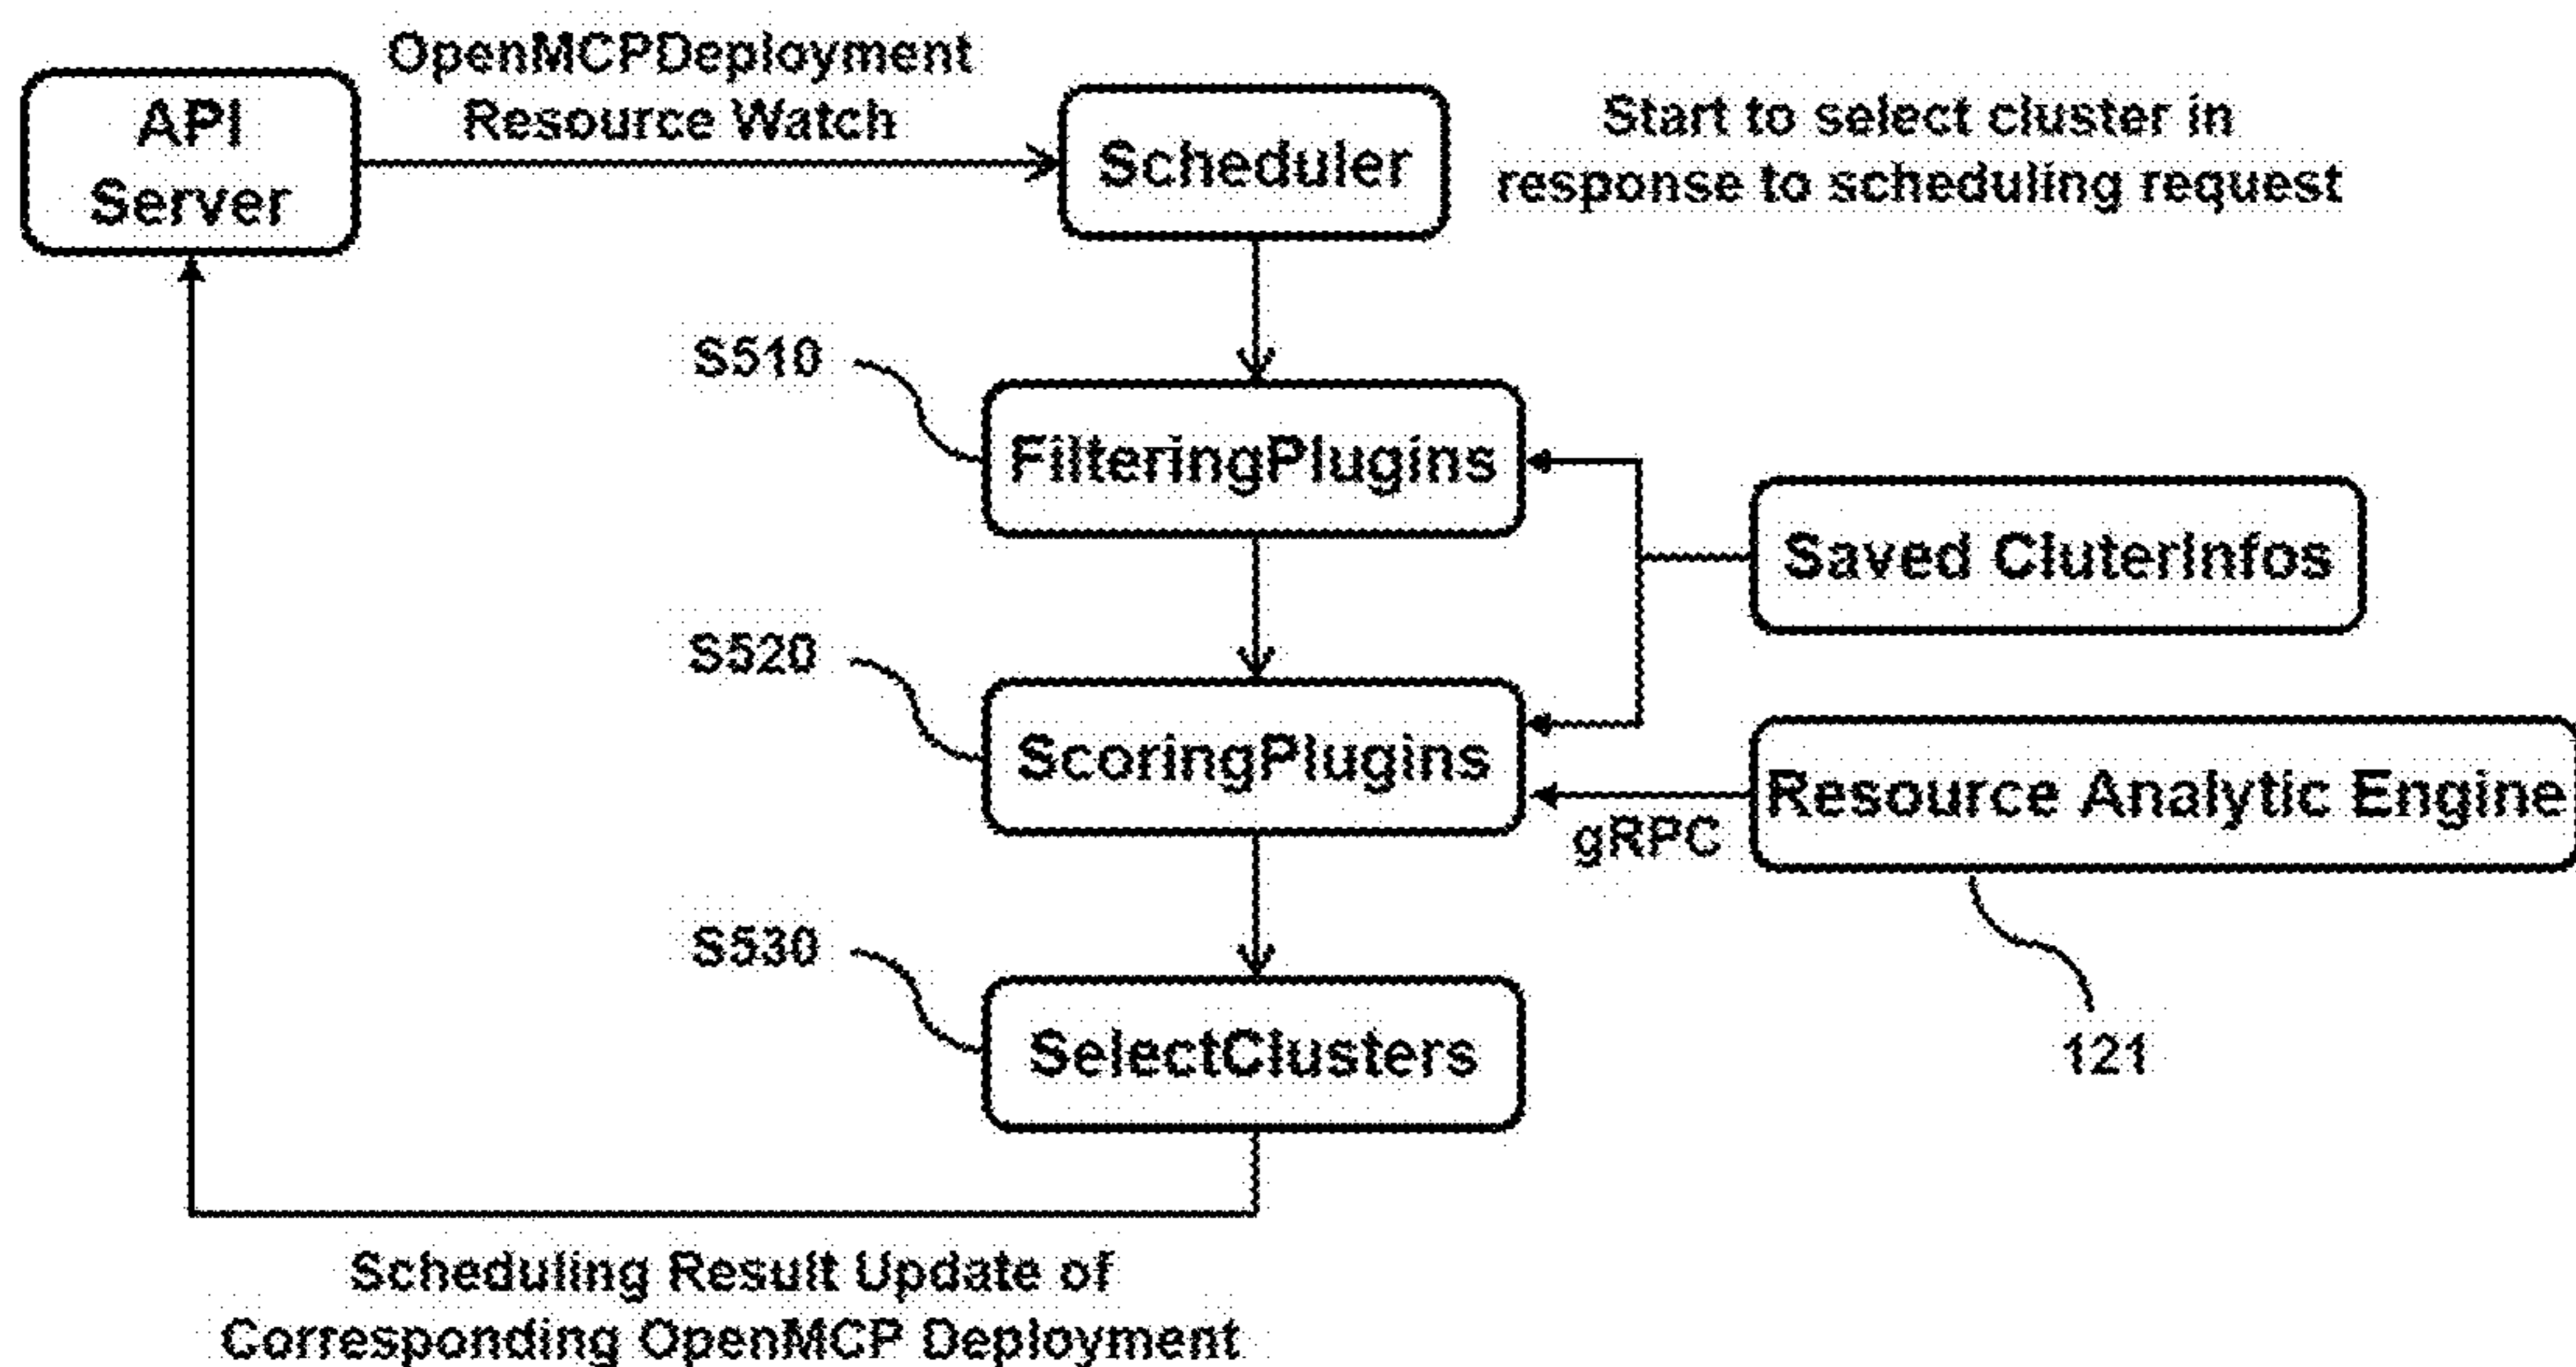 OpenMCPDeployment
Resource Watch
API
Server
Scheduler
Start to select cluster in
response to scheduling request
S510
FilteringPlugins
Saved CluterInfos
S520
ScoringPlugins
Resource Analytic Engine
gRPC
S530
SelectClusters
121
Scheduling Result Update of
Corresponding OpenMCP Deployment